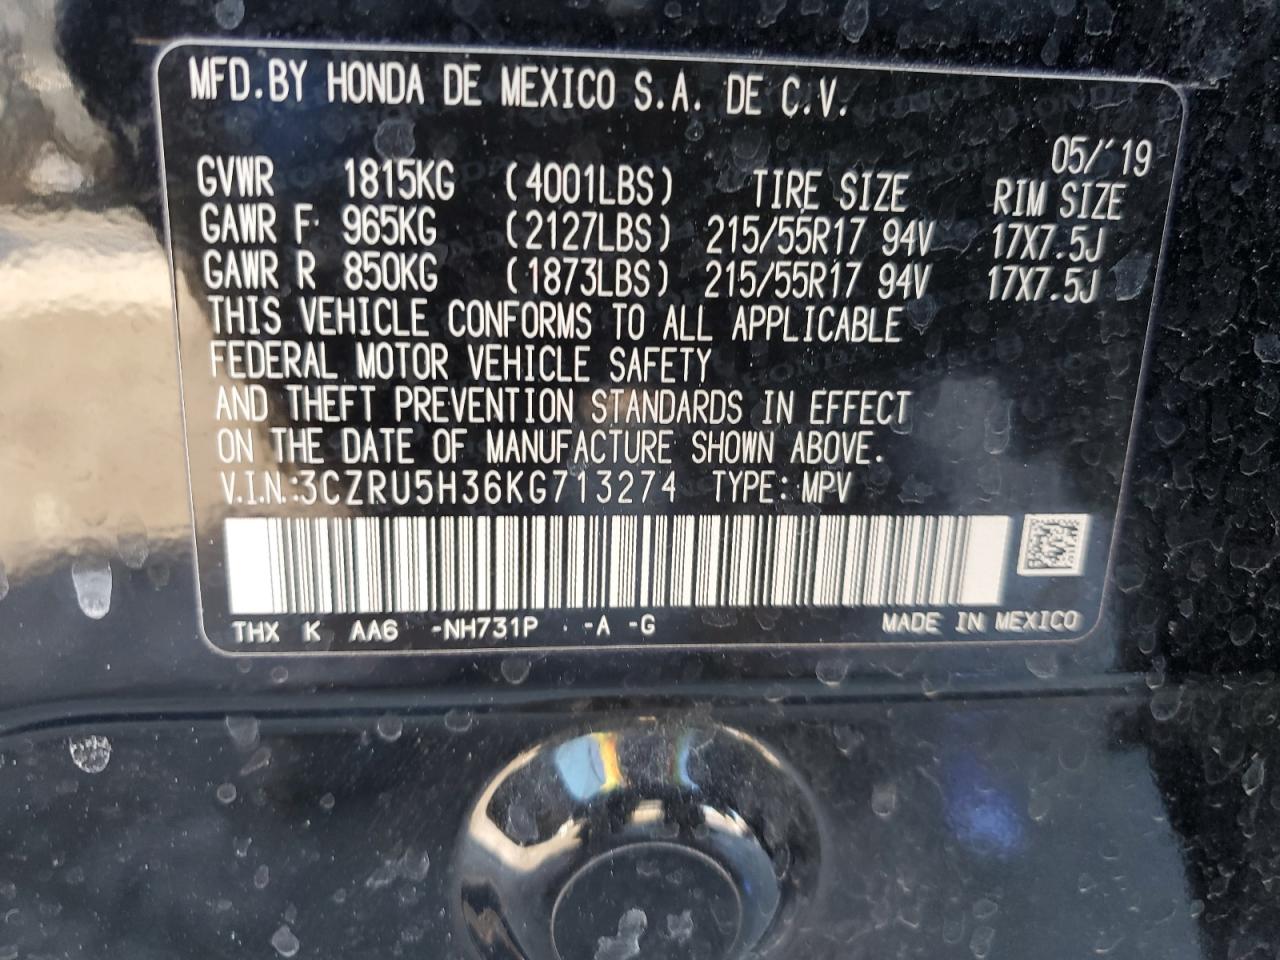 MFD.BY HONDA DE MEXICO S.A. DE C.V.
05/'19
GVWR 1815KG (4001LBS) TIRE SIZE RIM SIZE
GAWR F 965KG (2127LBS) 215/55R17 94V 17X7.5J
GAWR R 850KG (1873LBS) 215/55R17 94V 17X7.5J
THIS VEHICLE CONFORMS TO ALL APPLICABLE
FEDERAL MOTOR VEHICLE SAFETY
AND THEFT PREVENTION STANDARDS IN EFFECT
ON THE DATE OF MANUFACTURE SHOWN ABOVE.
V.I.N.:3CZRU5H36KG713274 TYPE: MPV
THX K AA6 -NH731P -A -G MADE IN MEXICO